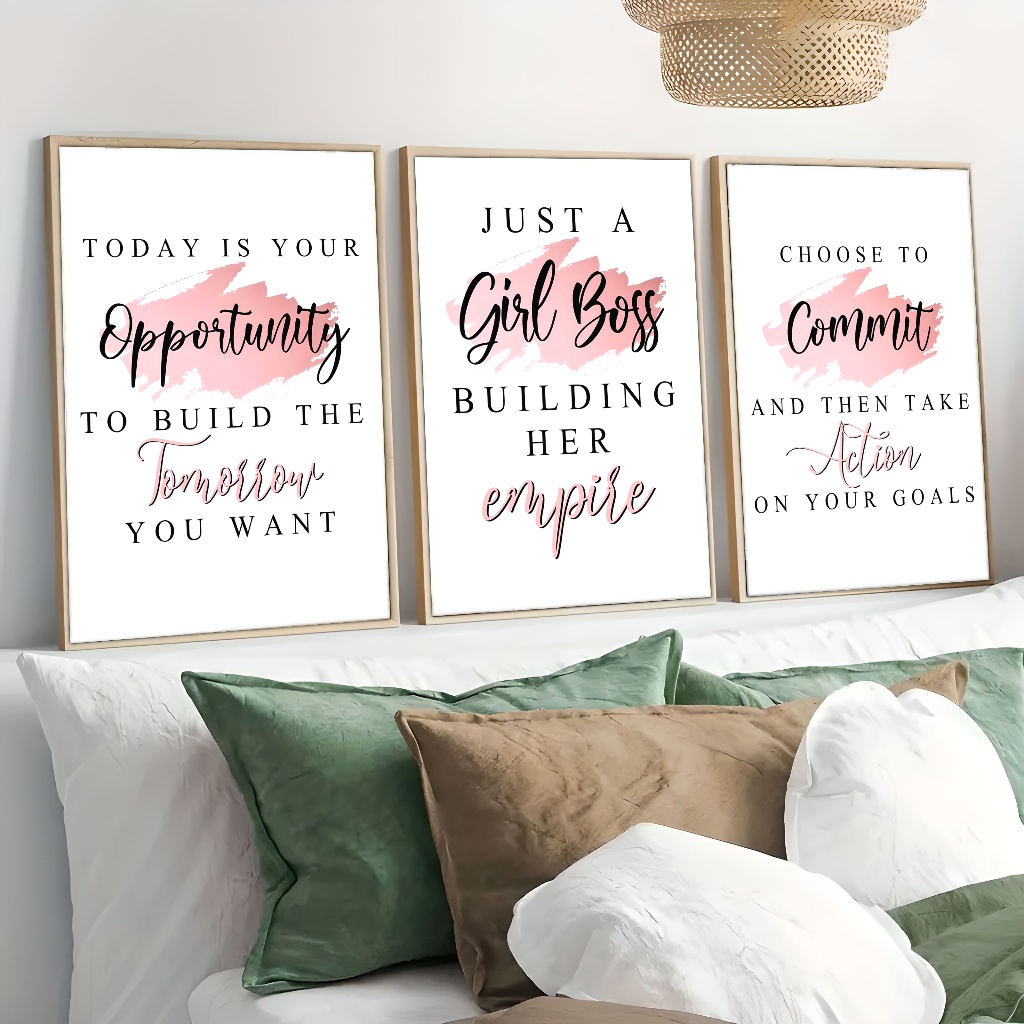 TODAY IS YOUR
Opportunity
TO BUILD THE
Tomorrow
YOU WANT
JUST A
Girl Boss
BUILDING
HER
empire
CHOOSE TO
Commit
AND THEN TAKE
Action
ON YOUR GOALS